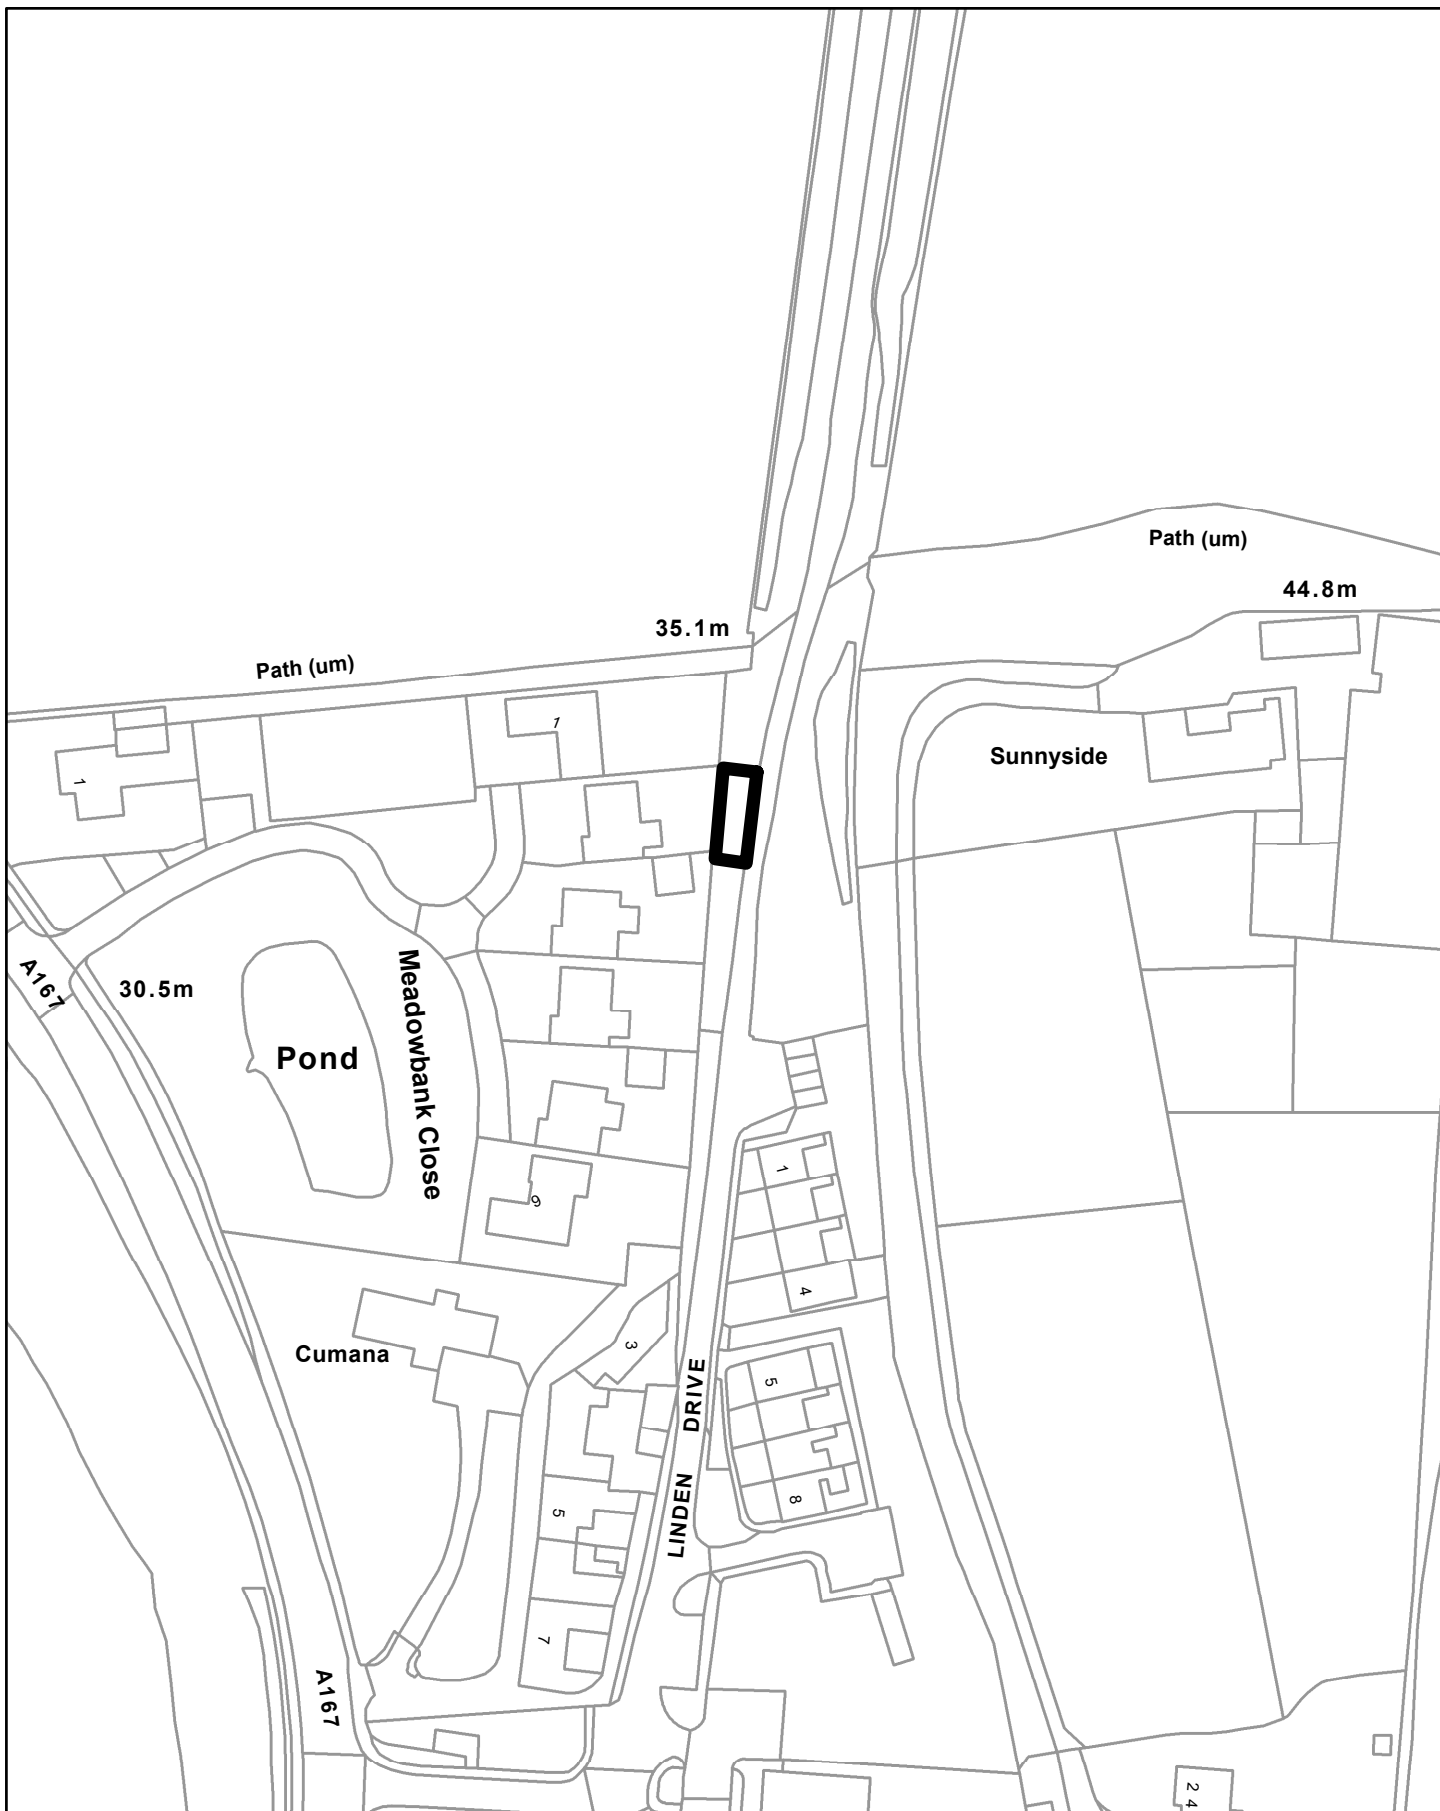 Path (um)
44.8m
35.1m
Path (um)
1
1
Sunnyside
A167
30.5m
Pond
Meadowbank Close
1
9
4
3
Cumana
5
LINDEN DRIVE
8
5
7
A167
2 4